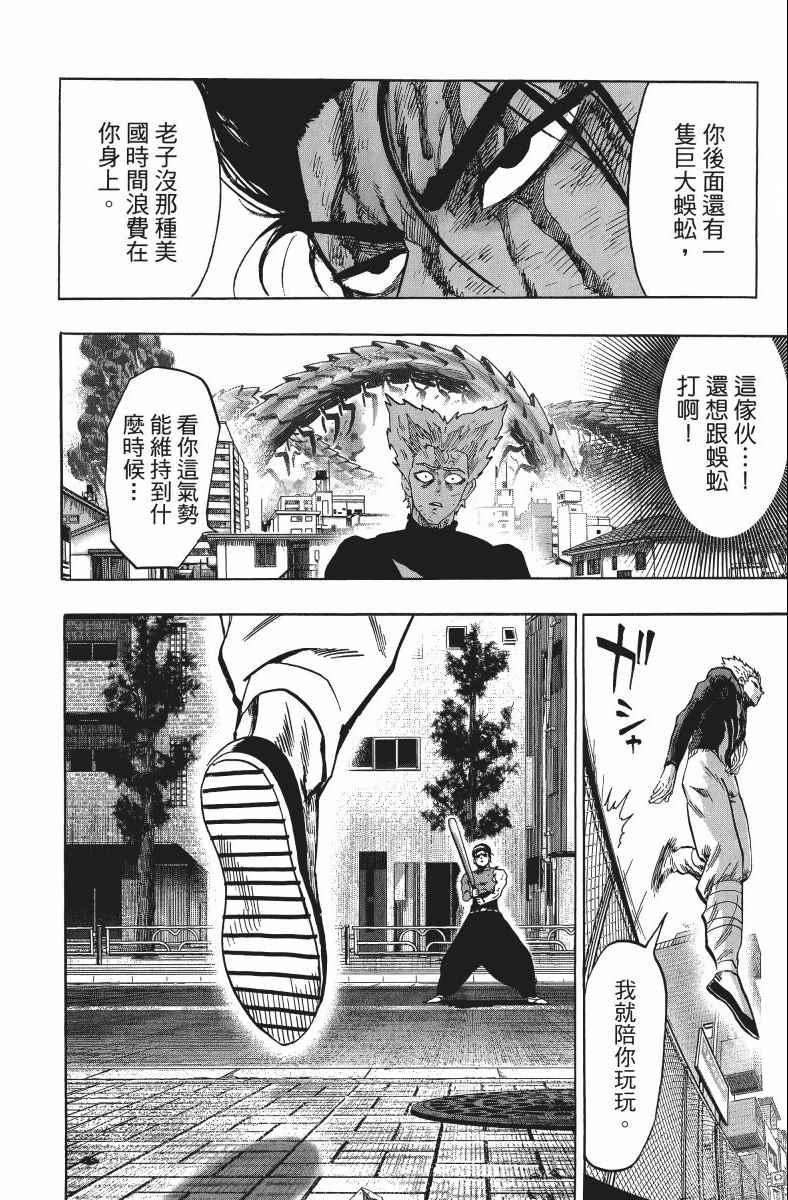 你後面還有一
隻巨大蜈蚣，
老子沒那種美
國時間浪費在
你身上。
這傢伙…！
還想跟蜈蚣
打啊！
看你這氣勢
能維持到什
麼時候…
ガシャ
我就陪你玩玩。